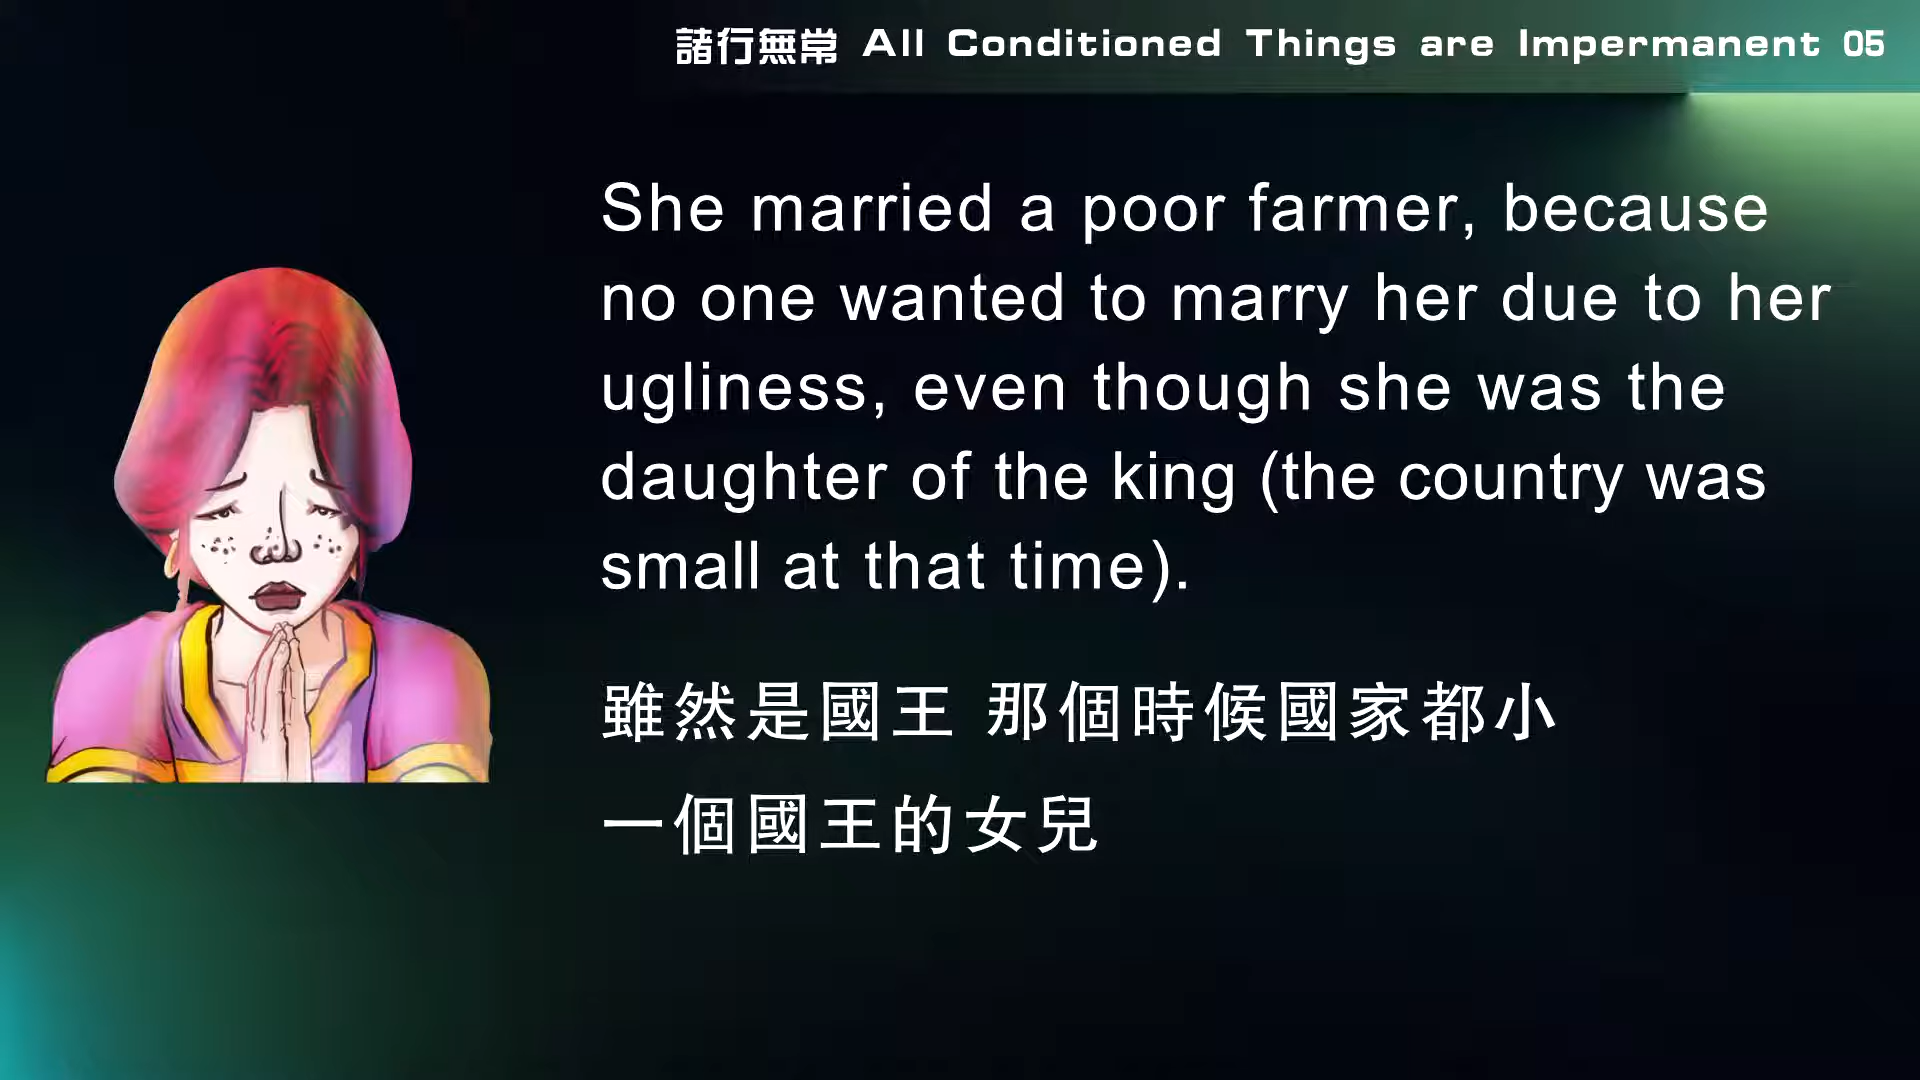 諸行無常 All Conditioned Things are Impermanent 05
She married a poor farmer, because
no one wanted to marry her due to her
ugliness, even though she was the
daughter of the king (the country was
small at that time).
雖然是國王 那個時候國家都小
一個國王的女兒